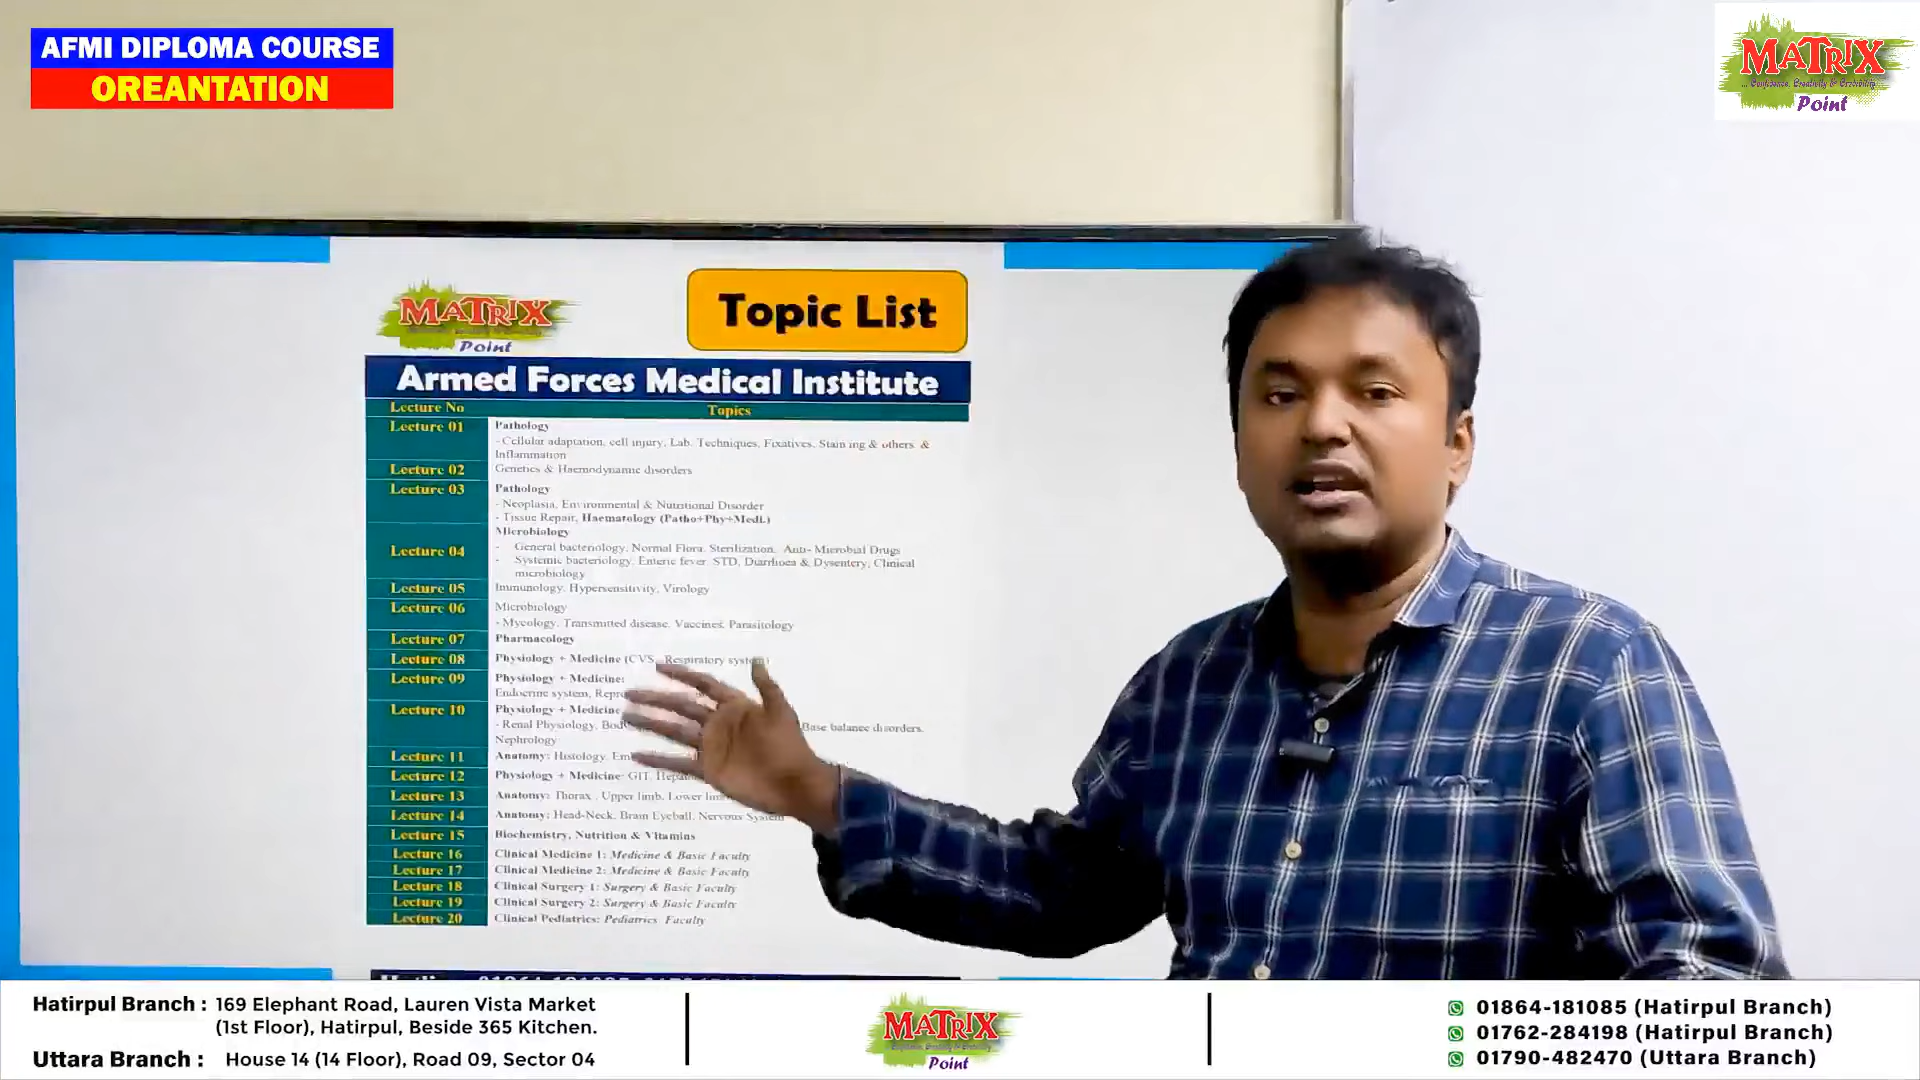 AFMI DIPLOMA COURSE
OREANTATION
MATRIX
... Confidence, Creativity & Credibility
Point
MATRIX
Point
Topic List
Armed Forces Medical Institute
Lecture No Topics
Lecture 01 Pathology
- Cellular adaptation, cell injury, Lab. Techniques, Fixatives, Staining & others &
Inflammation
Lecture 02 Genetics & Haemodynamic disorders
Lecture 03 Pathology
- Neoplasia, Environmental & Nutritional Disorder
- Tissue Repair, Haematology (Patho+Phy+Medi.)
Microbiology
Lecture 04 - General bacteriology, Normal Flora, Sterilization, Anti- Microbial Drugs
- Systemic bacteriology, Enteric fever, STD, Diarrhoea & Dysentery, Clinical
microbiology
Lecture 05 Immunology, Hypersensitivity, Virology
Lecture 06 Microbiology
- Mycology, Transmitted disease, Vaccines, Parasitology
Lecture 07 Pharmacology
Lecture 08 Physiology + Medicine (CVS, Respiratory system)
Lecture 09 Physiology + Medicine:
Endocrine system,
Lecture 10 Physiology + Medicine
- Renal Physiology, Base balance disorders,
Nephrology
Lecture 11 Anatomy: Histology,
Lecture 12 Physiology + Medicine: GIT,
Lecture 13 Anatomy: Thorax, Upper limb, Lower
Lecture 14 Anatomy: Head-Neck, Brain Eyeball, Nervous System
Lecture 15 Biochemistry, Nutrition & Vitamins
Lecture 16 Clinical Medicine 1: Medicine & Basic Faculty
Lecture 17 Clinical Medicine 2: Medicine & Basic Faculty
Lecture 18 Clinical Surgery 1: Surgery & Basic Faculty
Lecture 19 Clinical Surgery 2: Surgery & Basic Faculty
Lecture 20 Clinical Pediatrics: Pediatrics Faculty
Hatirpul Branch : 169 Elephant Road, Lauren Vista Market
(1st Floor), Hatirpul, Beside 365 Kitchen.
Uttara Branch : House 14 (14 Floor), Road 09, Sector 04
MATRIX
Point
01864-181085 (Hatirpul Branch)
01762-284198 (Hatirpul Branch)
01790-482470 (Uttara Branch)